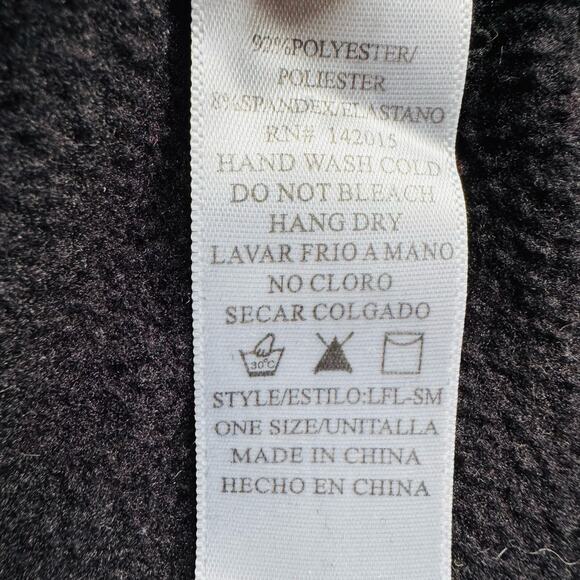 92%POLYESTER/
POLIESTER
8%SPANDEX/ELASTANO
RN# 142015
HAND WASH COLD
DO NOT BLEACH
HANG DRY
LAVAR FRIO A MANO
NO CLORO
SECAR COLGADO
30°C
STYLE/ESTILO:LFL-SM
ONE SIZE/UNITALLA
MADE IN CHINA
HECHO EN CHINA